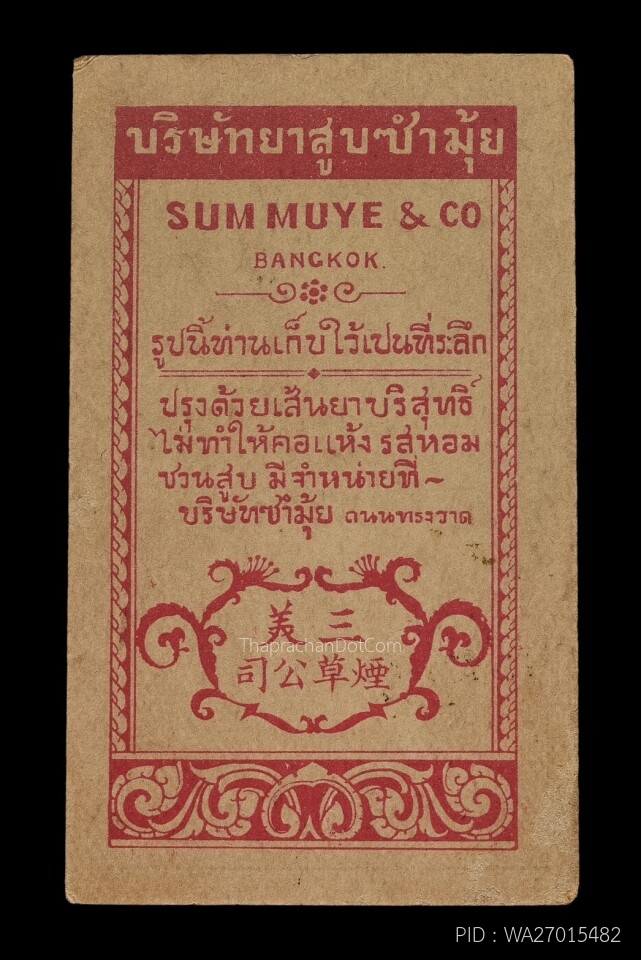 บริษัทยาสูบซำมุ้ย
SUM MUYE & CO
BANGKOK.
รูปนี้ท่านเก็บไว้เปนที่ระลึก
ปรุงด้วยเส้นยาบริสุทธิ์
ไม่ทำให้คอแห้ง รสหอม
ชวนสูบ มีจำหน่ายที่~
บริษัทซำมุ้ย ถนนทรงวาด
美三
ThaprachanDotCom
司公草煙
PID : WA27015482